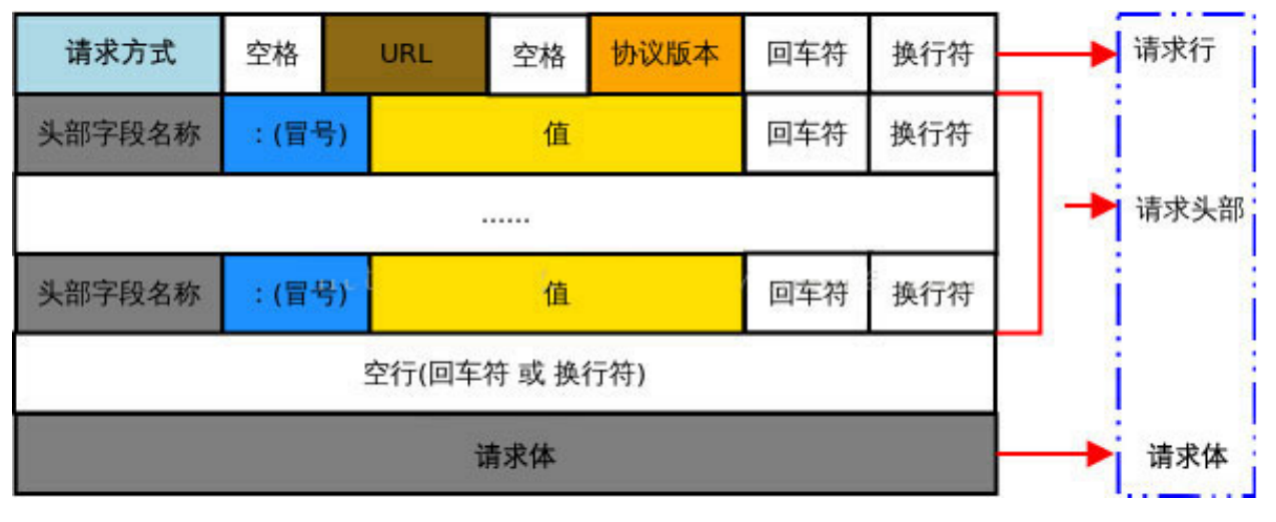 请求方式 空格 URL 空格 协议版本 回车符 换行符 请求行
头部字段名称 : (冒号) 值 回车符 换行符
...... 请求头部
头部字段名称 : (冒号) 值 回车符 换行符
空行(回车符 或 换行符)
请求体 请求体